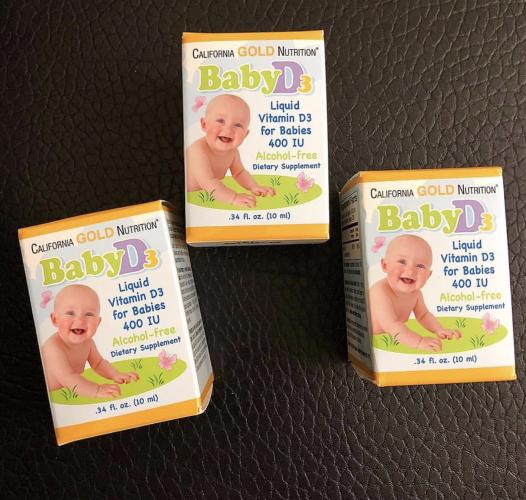 CALIFORNIA GOLD NUTRITION®
BabyD3
Liquid
Vitamin D3
for Babies
400 IU
Alcohol-free
Dietary Supplement
.34 fl. oz. (10 ml)
CALIFORNIA GOLD NUTRITION®
BabyD3
Liquid
Vitamin D3
for Babies
400 IU
Alcohol-free
Dietary Supplement
.34 fl. oz. (10 ml)
CALIFORNIA GOLD NUTRITION®
BabyD3
Liquid
Vitamin D3
for Babies
400 IU
Alcohol-free
Dietary Supplement
.34 fl. oz. (10 ml)